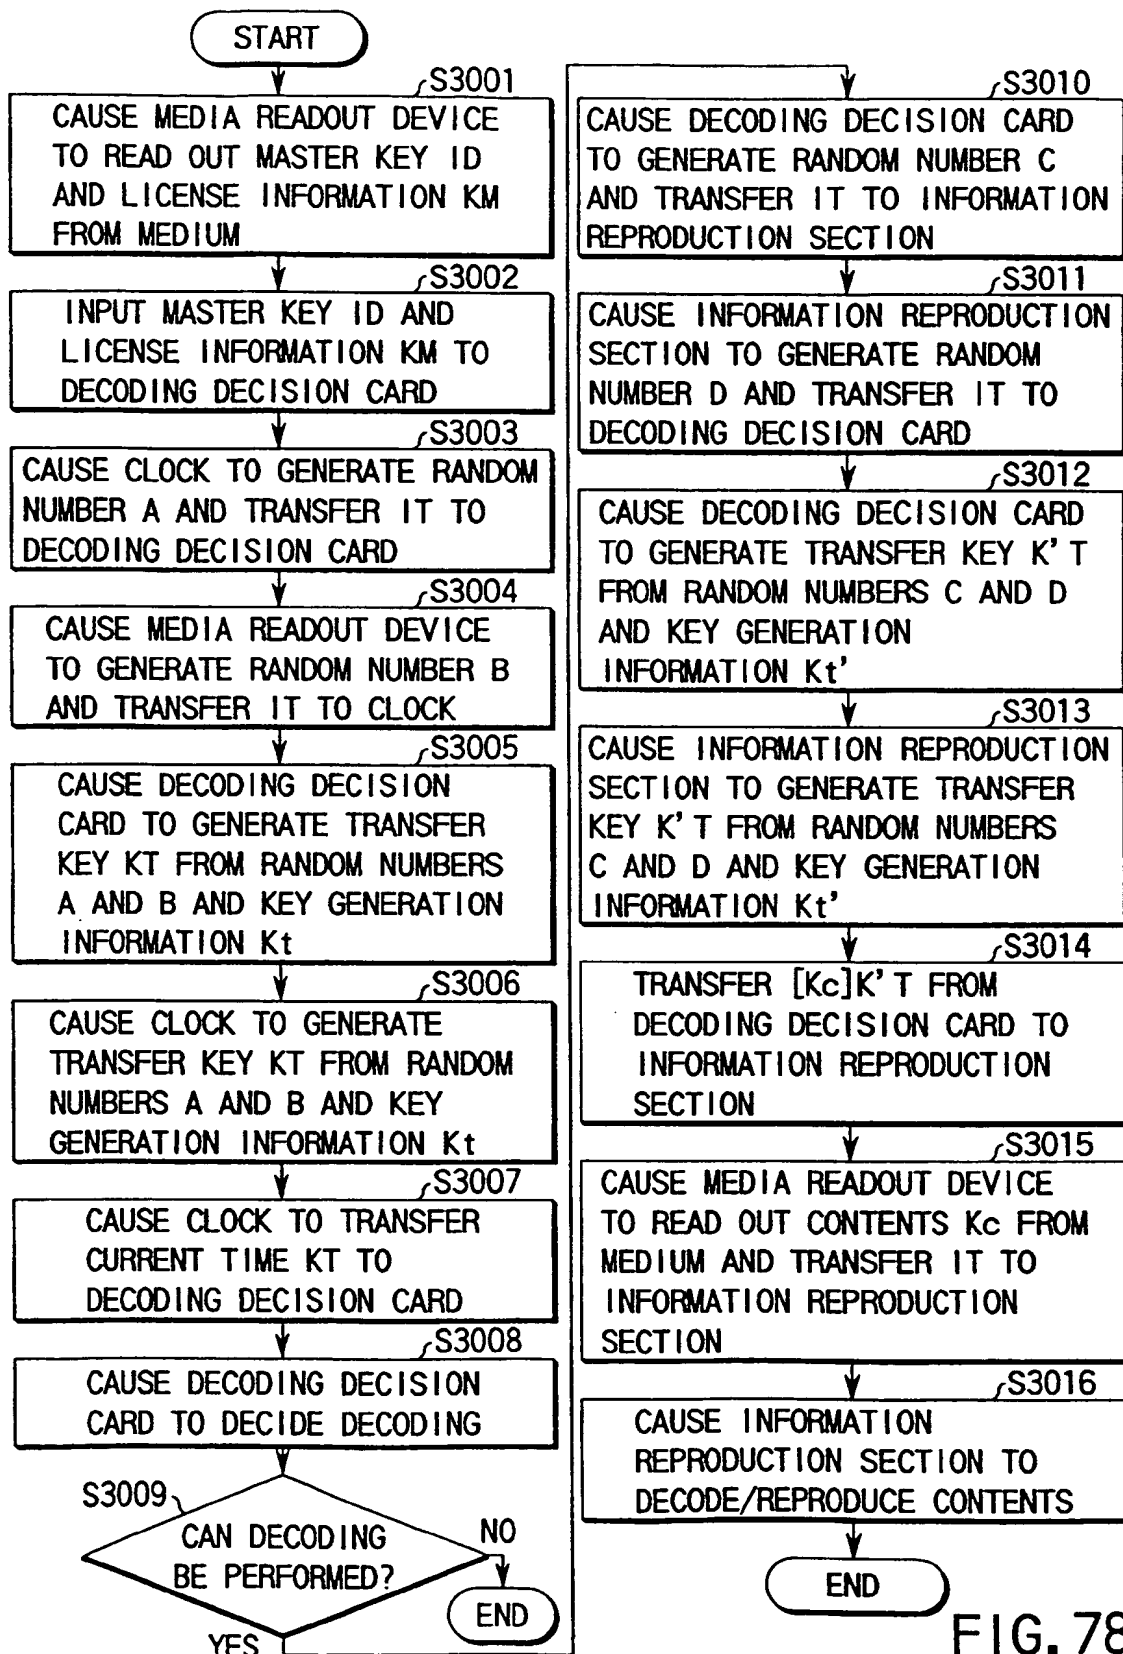 START
S3001
CAUSE MEDIA READOUT DEVICE
TO READ OUT MASTER KEY ID
AND LICENSE INFORMATION KM
FROM MEDIUM
S3002
INPUT MASTER KEY ID AND
LICENSE INFORMATION KM TO
DECODING DECISION CARD
S3003
CAUSE CLOCK TO GENERATE RANDOM
NUMBER A AND TRANSFER IT TO
DECODING DECISION CARD
S3004
CAUSE MEDIA READOUT DEVICE
TO GENERATE RANDOM NUMBER B
AND TRANSFER IT TO CLOCK
S3005
CAUSE DECODING DECISION
CARD TO GENERATE TRANSFER
KEY KT FROM RANDOM NUMBERS
A AND B AND KEY GENERATION
INFORMATION Kt
S3006
CAUSE CLOCK TO GENERATE
TRANSFER KEY KT FROM RANDOM
NUMBERS A AND B AND KEY
GENERATION INFORMATION Kt
S3007
CAUSE CLOCK TO TRANSFER
CURRENT TIME KT TO
DECODING DECISION CARD
S3008
CAUSE DECODING DECISION
CARD TO DECIDE DECODING
S3009
CAN DECODING
BE PERFORMED?
NO
END
YES
S3010
CAUSE DECODING DECISION CARD
TO GENERATE RANDOM NUMBER C
AND TRANSFER IT TO INFORMATION
REPRODUCTION SECTION
S3011
CAUSE INFORMATION REPRODUCTION
SECTION TO GENERATE RANDOM
NUMBER D AND TRANSFER IT TO
DECODING DECISION CARD
S3012
CAUSE DECODING DECISION CARD
TO GENERATE TRANSFER KEY K'T
FROM RANDOM NUMBERS C AND D
AND KEY GENERATION
INFORMATION Kt'
S3013
CAUSE INFORMATION REPRODUCTION
SECTION TO GENERATE TRANSFER
KEY K'T FROM RANDOM NUMBERS
C AND D AND KEY GENERATION
INFORMATION Kt'
S3014
TRANSFER [Kc]K'T FROM
DECODING DECISION CARD TO
INFORMATION REPRODUCTION
SECTION
S3015
CAUSE MEDIA READOUT DEVICE
TO READ OUT CONTENTS Kc FROM
MEDIUM AND TRANSFER IT TO
INFORMATION REPRODUCTION
SECTION
S3016
CAUSE INFORMATION
REPRODUCTION SECTION TO
DECODE/REPRODUCE CONTENTS
END
FIG. 78